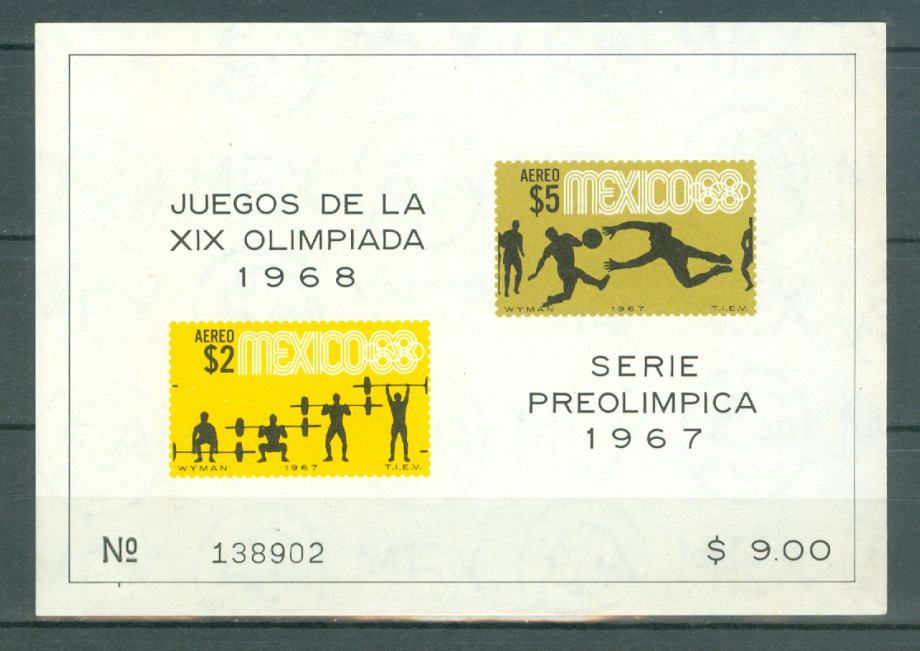 JUEGOS DE LA
XIX OLIMPIADA
1968
AEREO
$5 MEXICO68
WYMAN 1967 T.I.E.V.
AEREO
$2 MEXICO68
WYMAN 1967 T.I.E.V.
SERIE
PREOLIMPICA
1967
Nº 138902 $ 9.00